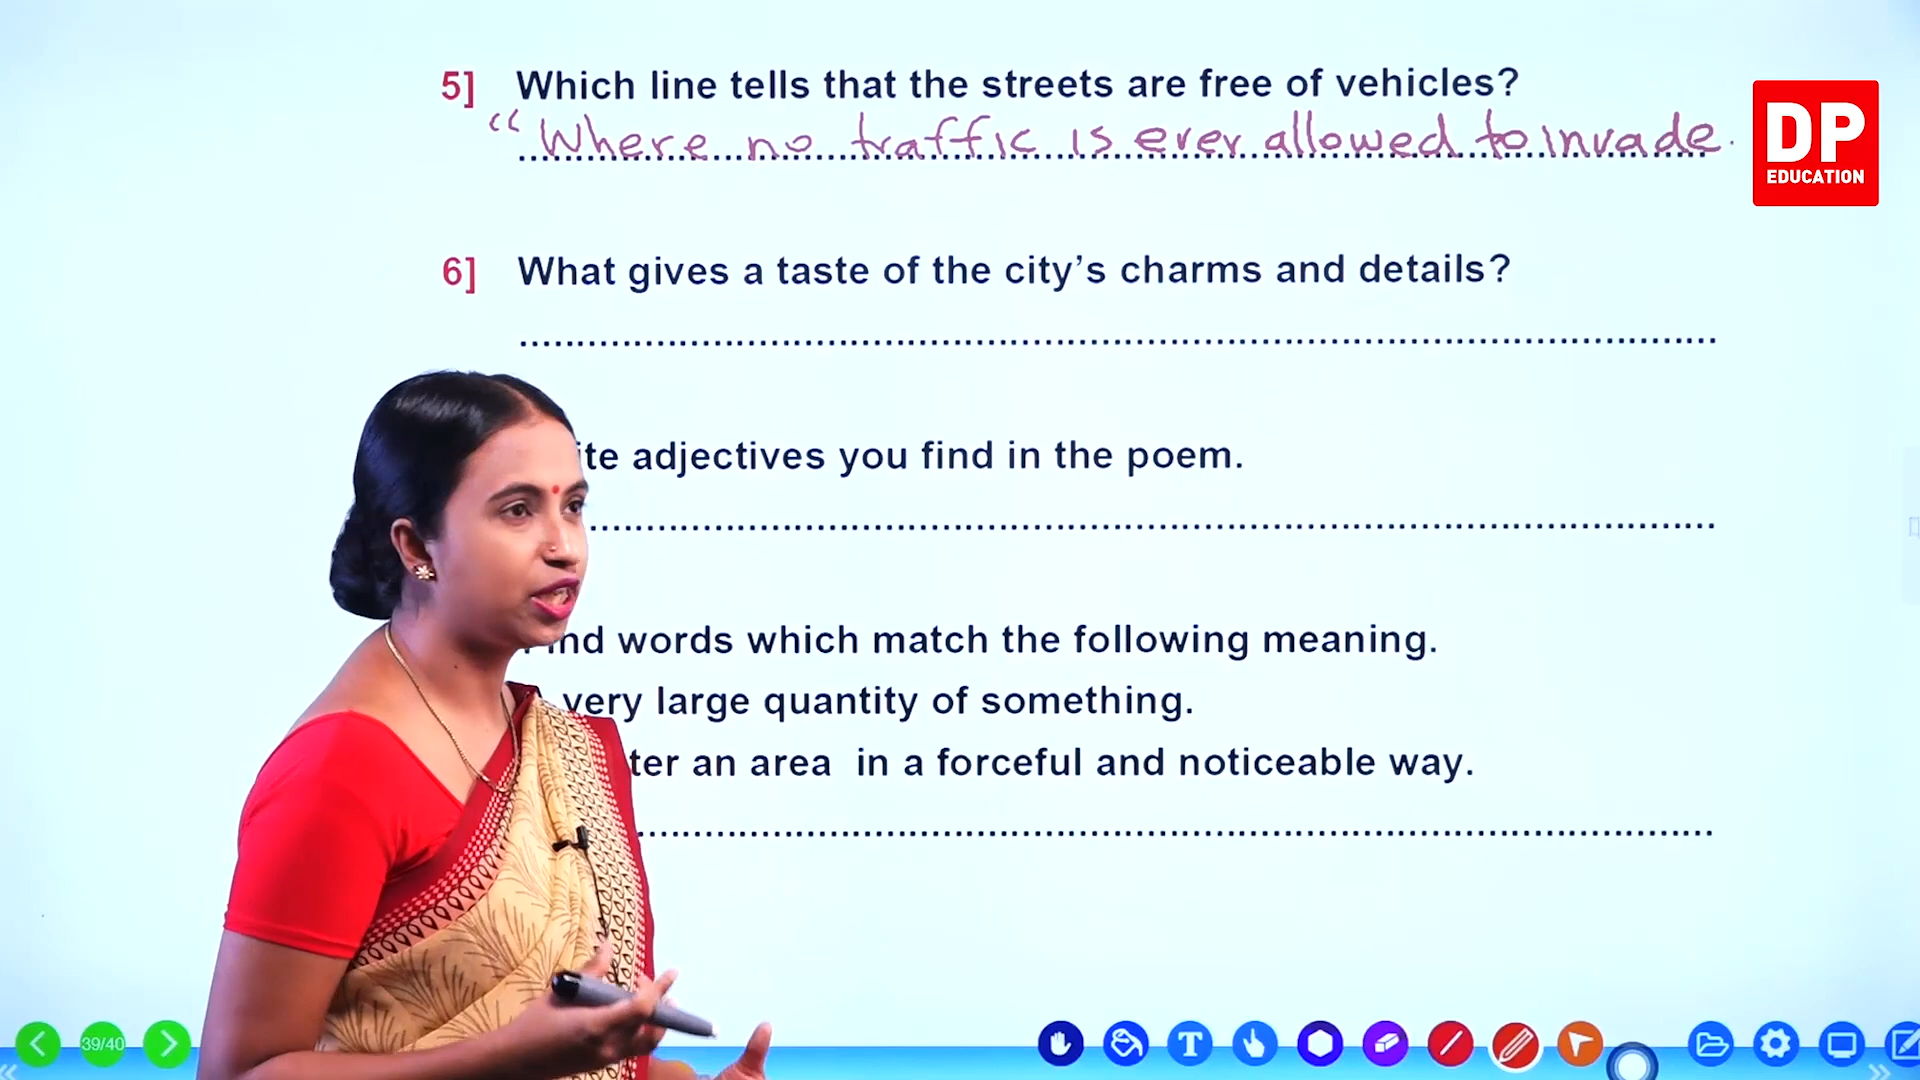 5] Which line tells that the streets are free of vehicles?
“Where no traffic is ever allowed to invade.
DP
EDUCATION
6] What gives a taste of the city’s charms and details?
adjectives you find in the poem.
words which match the following meaning.
very large quantity of something.
an area in a forceful and noticeable way.
39/40
T